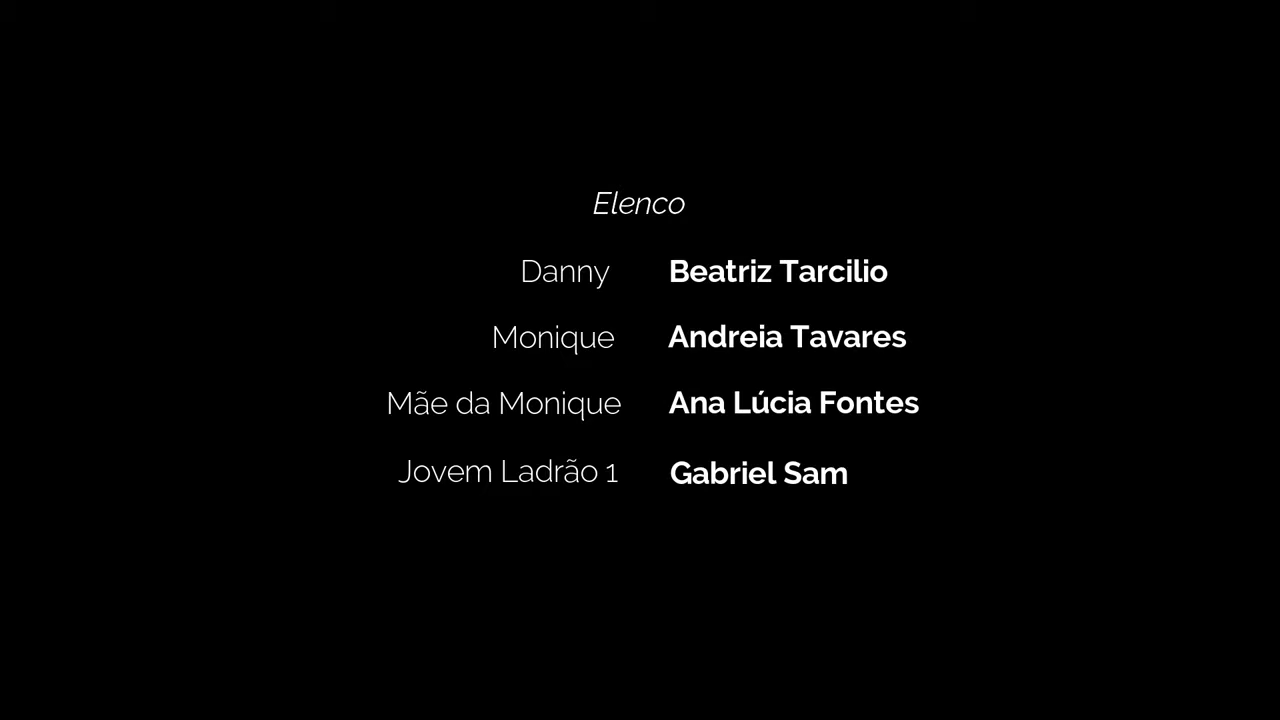 Elenco
Danny Beatriz Tarcilio
Monique Andreia Tavares
Mãe da Monique Ana Lúcia Fontes
Jovem Ladrão 1 Gabriel Sam